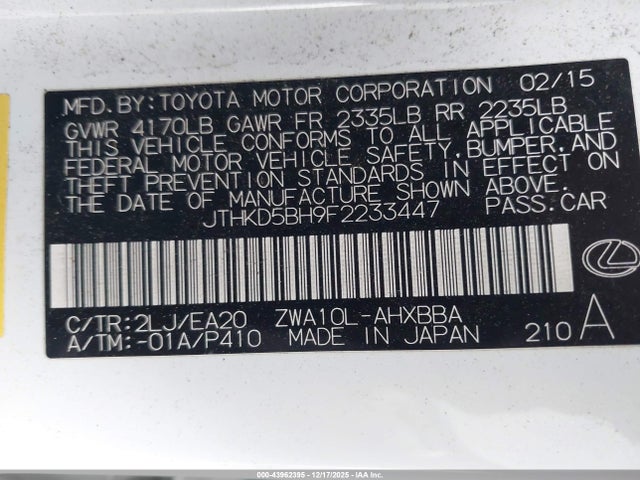 MFD. BY: TOYOTA MOTOR CORPORATION 02/15
GVWR 4170LB GAWR FR 2335LB RR 2235LB
THIS VEHICLE CONFORMS TO ALL APPLICABLE
FEDERAL MOTOR VEHICLE SAFETY, BUMPER, AND
THEFT PREVENTION STANDARDS IN EFFECT ON
THE DATE OF MANUFACTURE SHOWN ABOVE.
JTHKD5BH9F2233447 PASS.CAR
C/TR:2LJ/EA20 ZWA10L-AHXBBA
A/TM:-01A/P410 MADE IN JAPAN 210 A
000-43962395 - 12/17/2025 - IAA Inc.